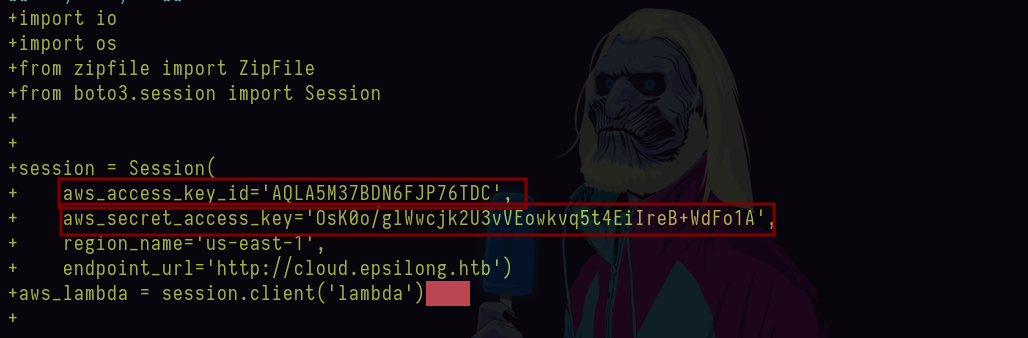 +import io
+import os
+from zipfile import ZipFile
+from boto3.session import Session
+
+
+session = Session(
+    aws_access_key_id='AQLA5M37BDN6FJP76TDC',
+    aws_secret_access_key='OsK0o/glWwcjk2U3vVEowkvq5t4EiIreB+WdFo1A',
+    region_name='us-east-1',
+    endpoint_url='http://cloud.epsilong.htb')
+aws_lambda = session.client('lambda')
+